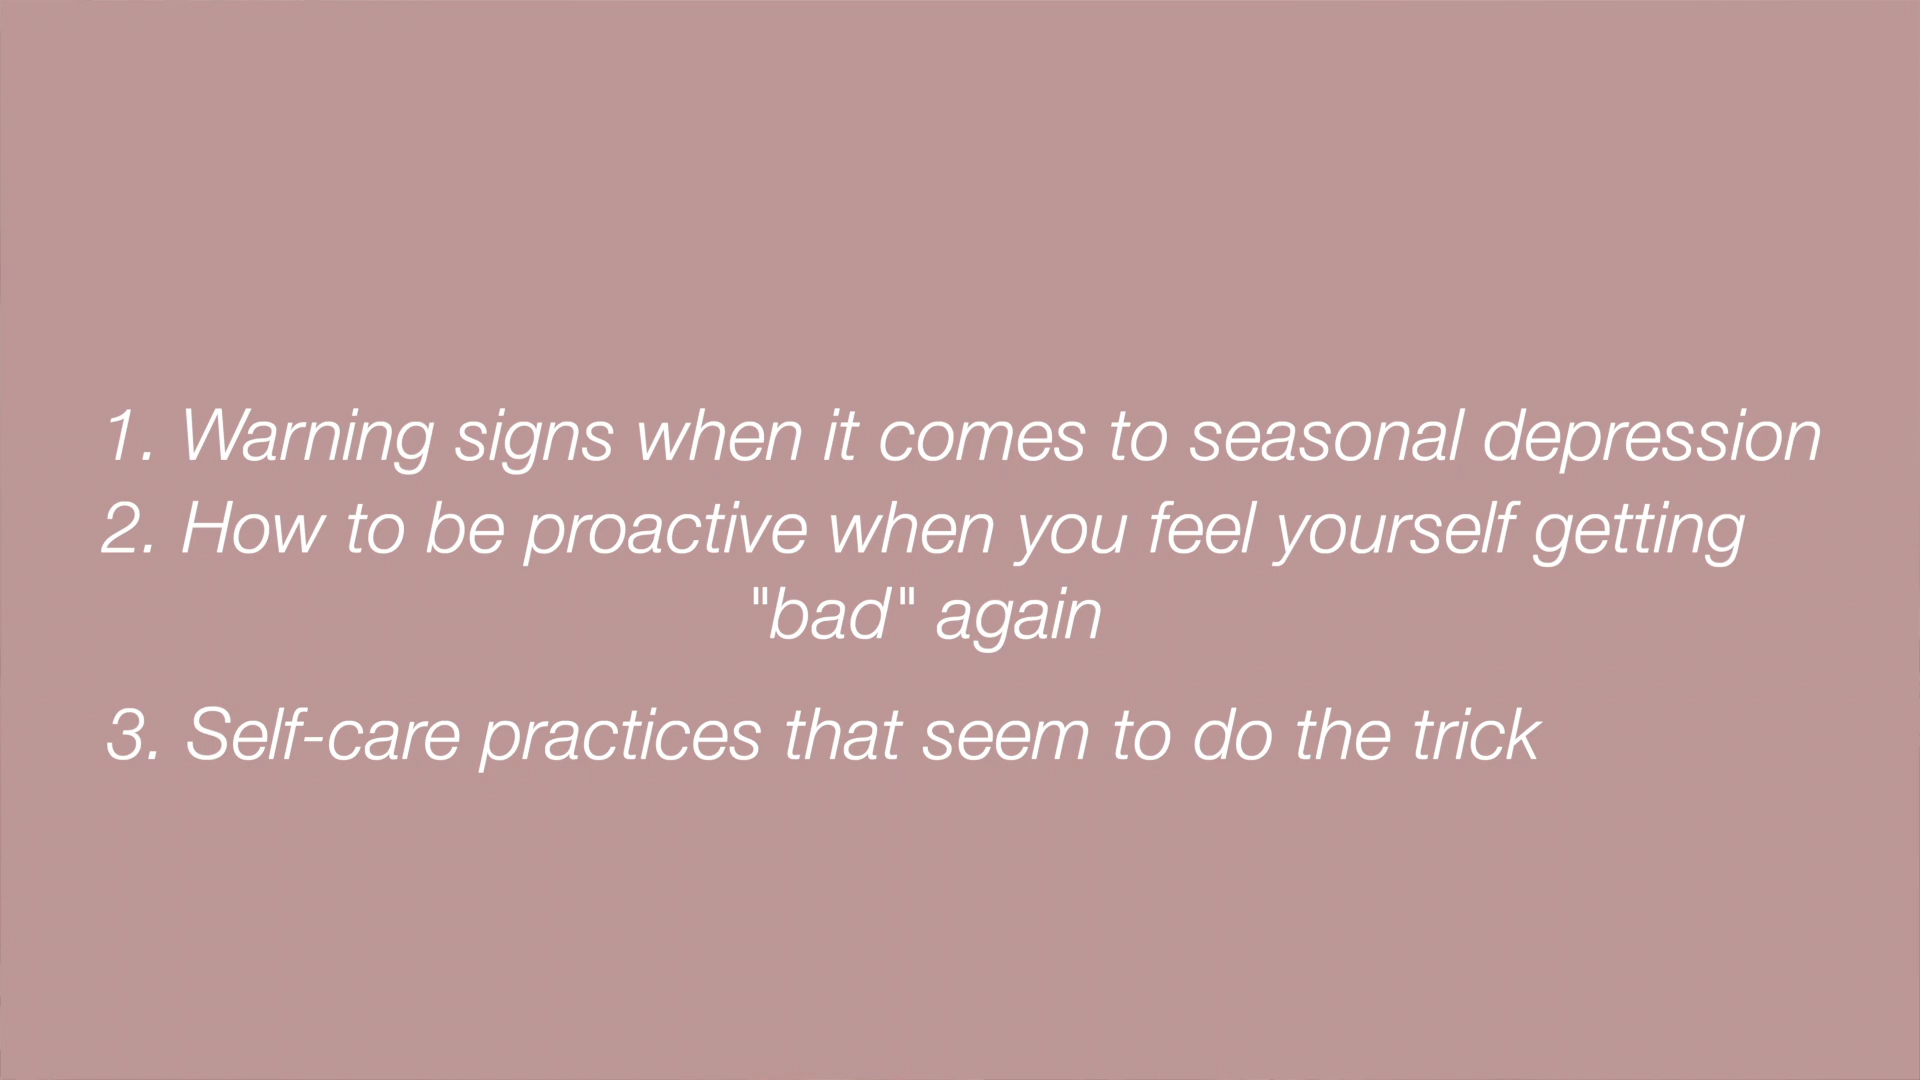 1. Warning signs when it comes to seasonal depression
2. How to be proactive when you feel yourself getting
"bad" again
3. Self-care practices that seem to do the trick